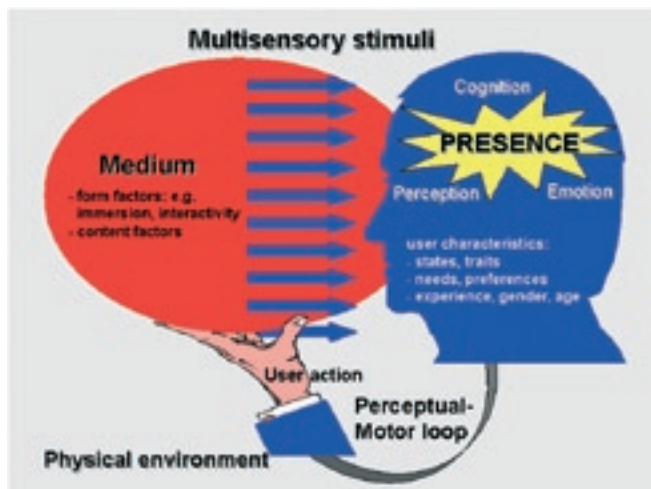 Multisensory stimuli
Cognition
PRESENCE
Medium
Perception
Emotion
- form factors: e.g.
immersion, interactivity
- content factors
user characteristics:
- states, traits
- needs, preferences
- experience, gender, age
User action
Perceptual-
Motor loop
Physical environment